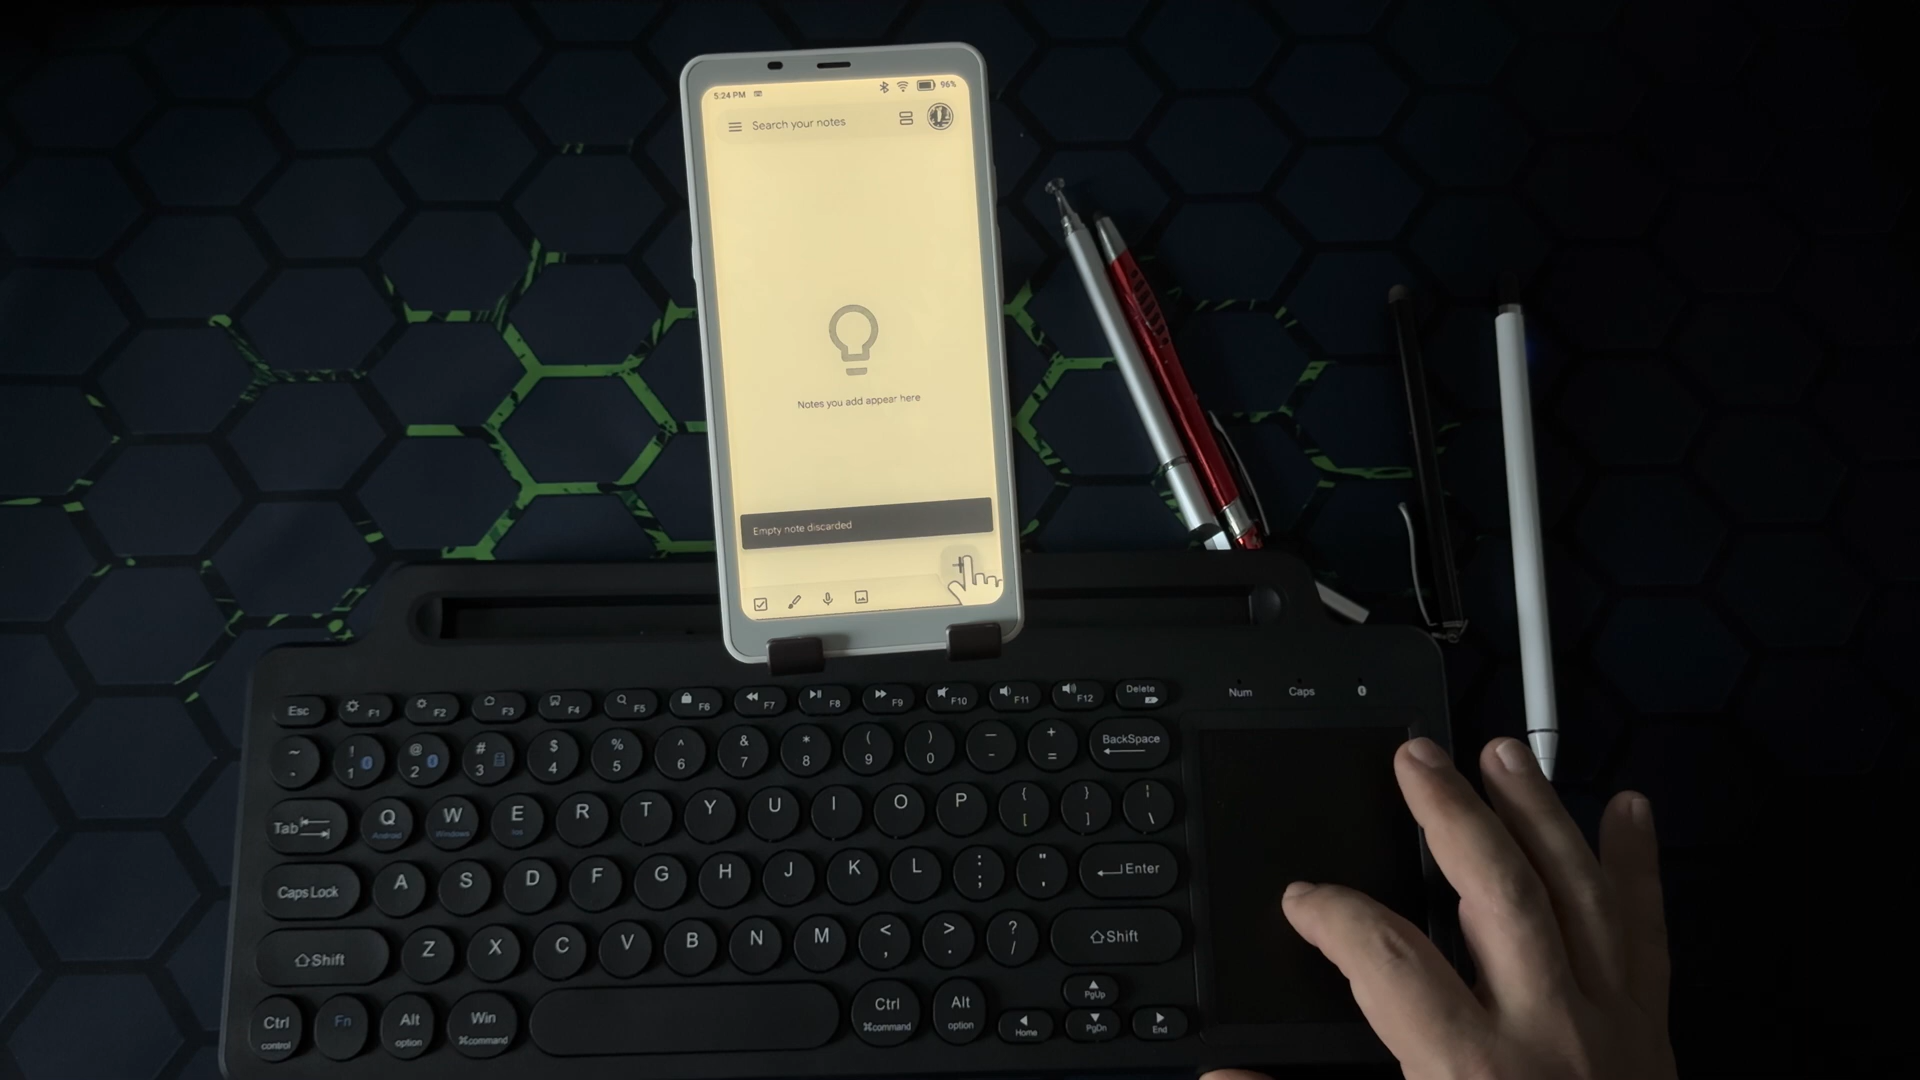 5:24 PM 96%
Search your notes
Notes you add appear here
Empty note discarded
Num Caps
Esc F1 F2 F3 F4 F5 F6 F7 F8 F9 F10 F11 F12 Delete
~ ! @ # $ % ^ & * ( ) — + BackSpace
1 2 3 4 5 6 7 8 9 0 - =
Tab Q W E R T Y U I O P { } ¦
Android Windows ios [ ] \
Caps Lock A S D F G H J K L : " Enter
; '
Shift Z X C V B N M < > ? Shift
, . /
Ctrl Fn Alt Win Ctrl Alt PgUp
control option ⌘command ⌘command option Home PgDn End